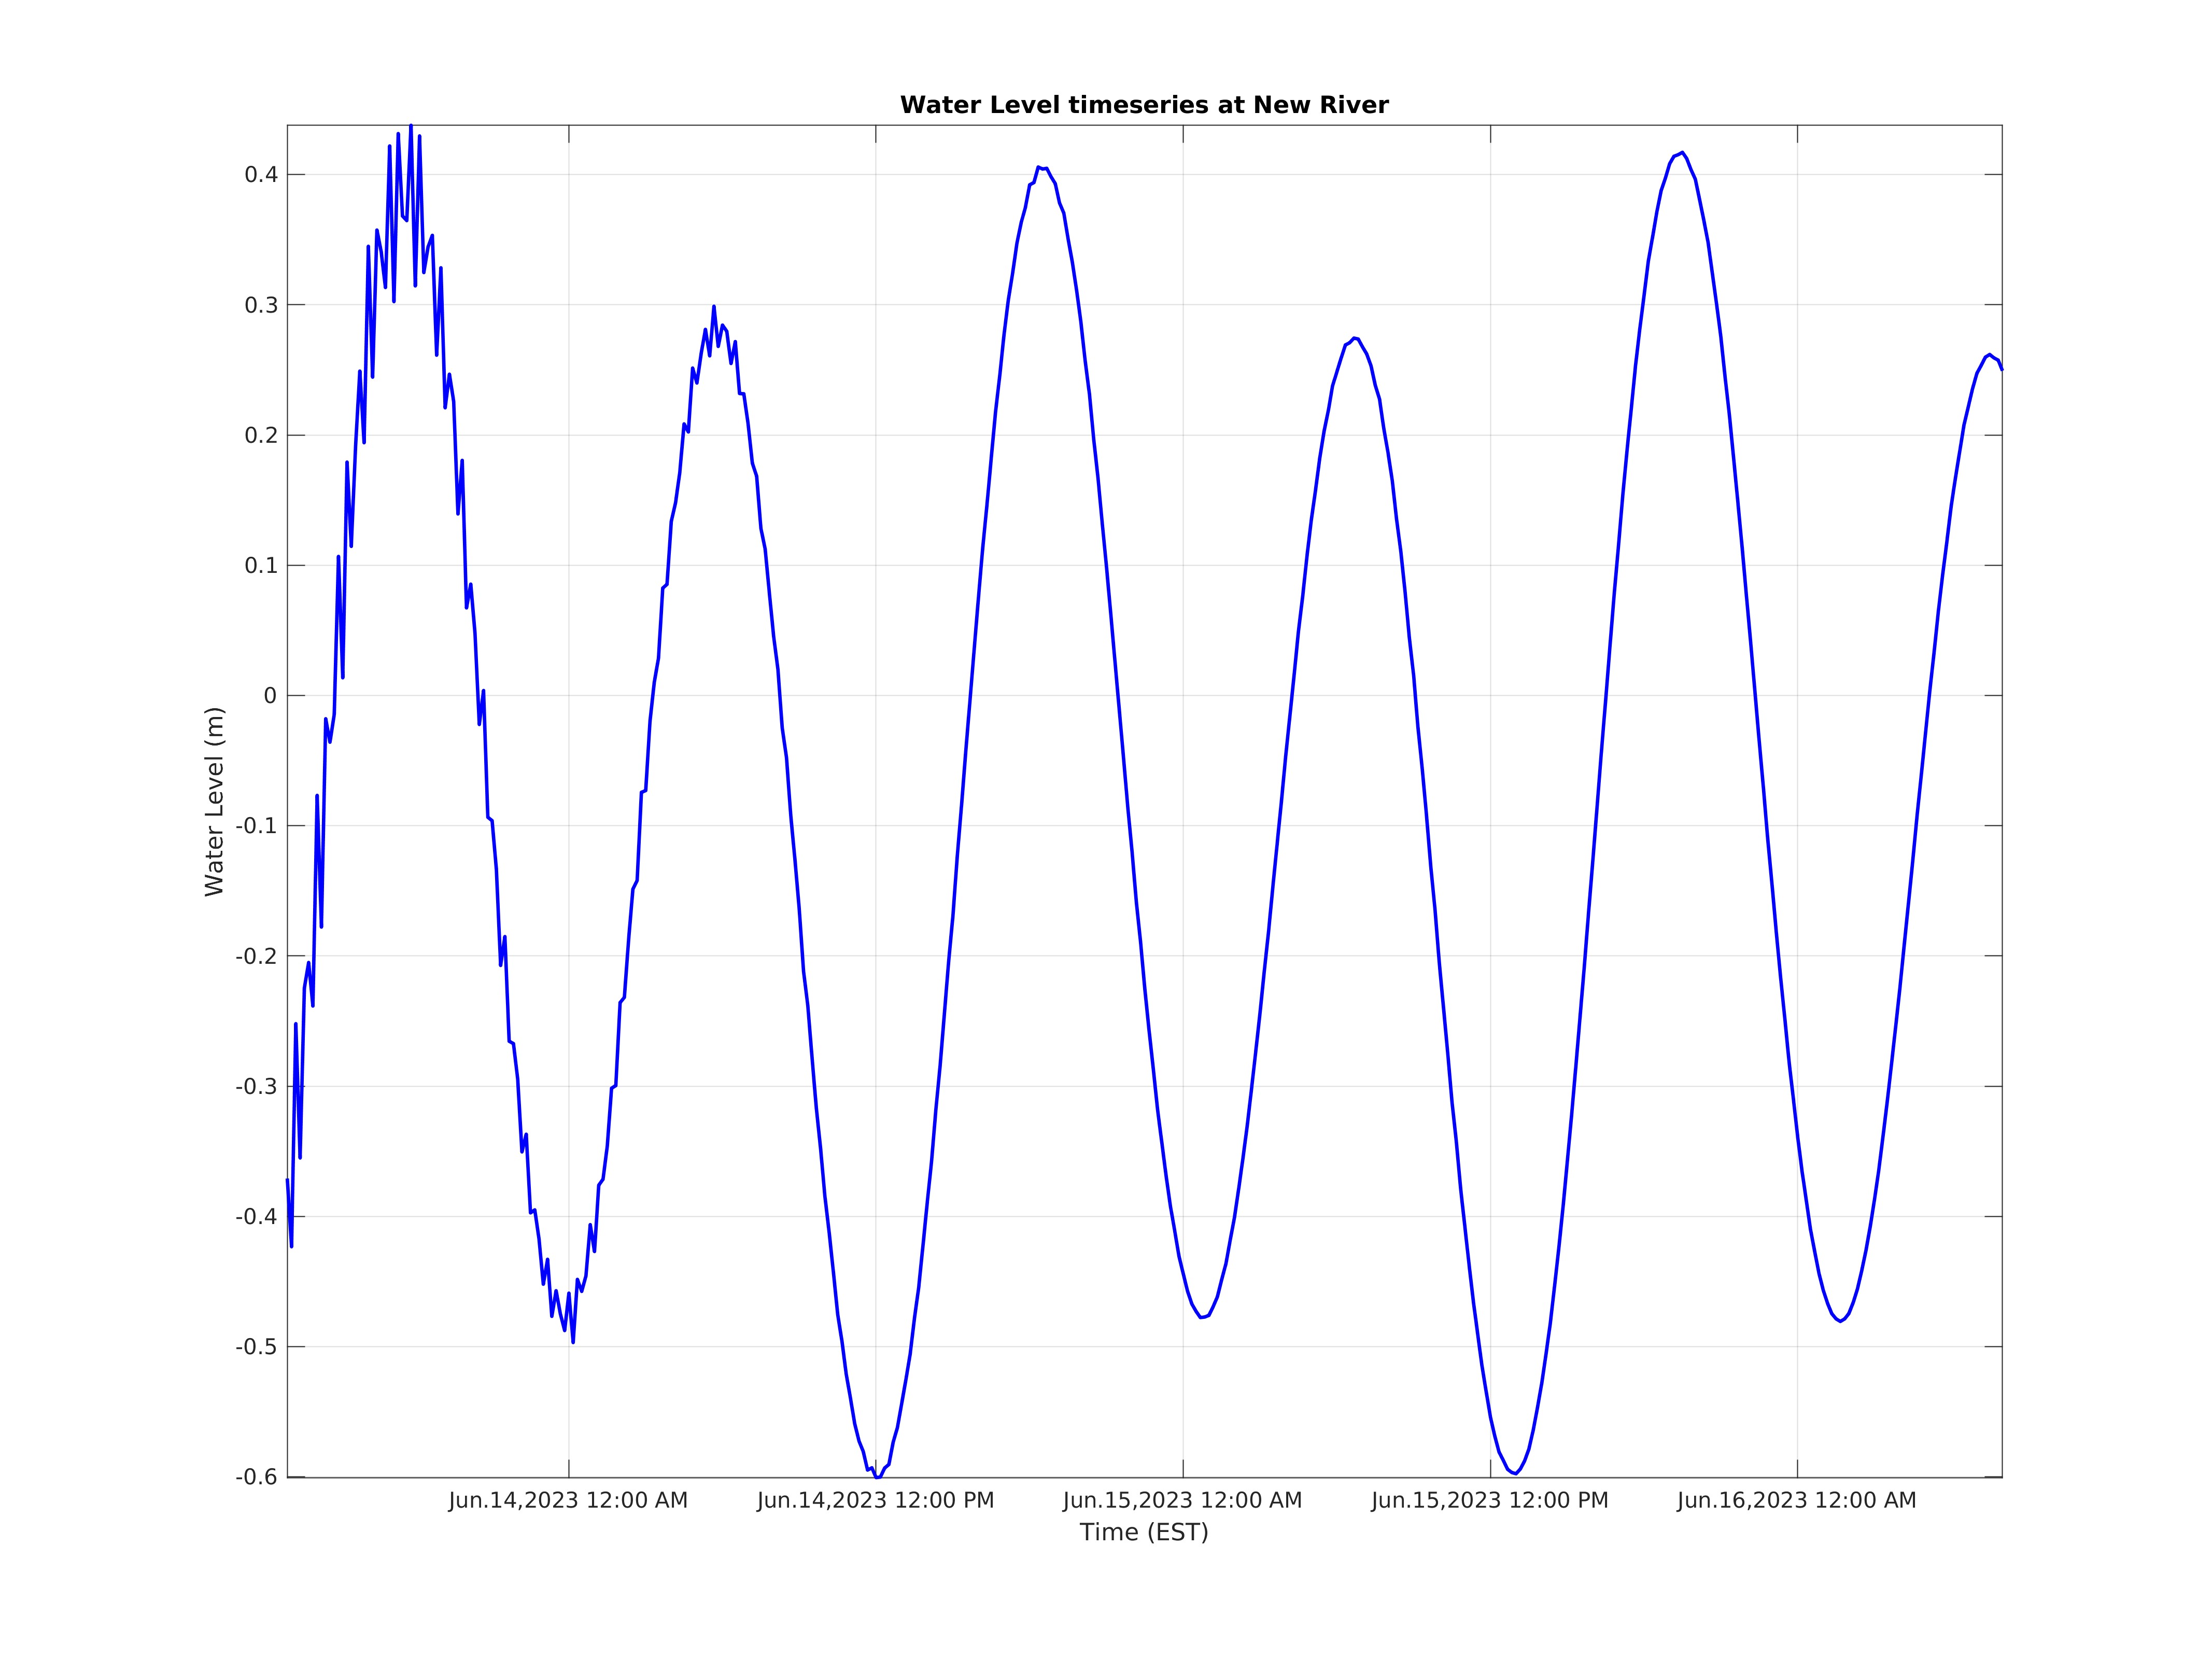 Water Level timeseries at New River
0.4
0.3
0.2
0.1
0
-0.1
-0.2
-0.3
-0.4
-0.5
-0.6
Water Level (m)
Jun.14,2023 12:00 AM
Jun.14,2023 12:00 PM
Jun.15,2023 12:00 AM
Jun.15,2023 12:00 PM
Jun.16,2023 12:00 AM
Time (EST)